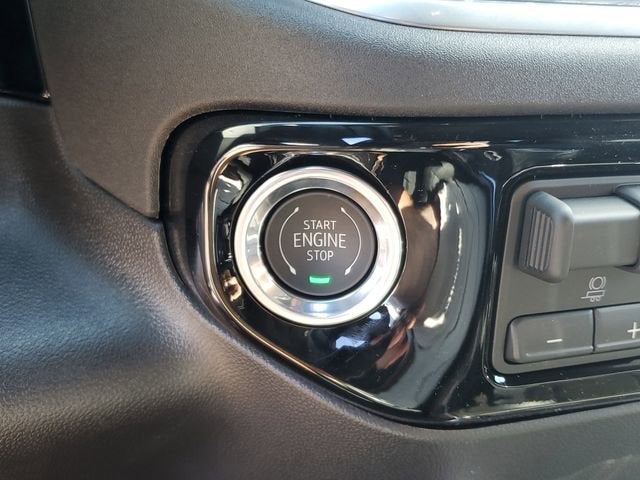 START
ENGINE
STOP
-
+